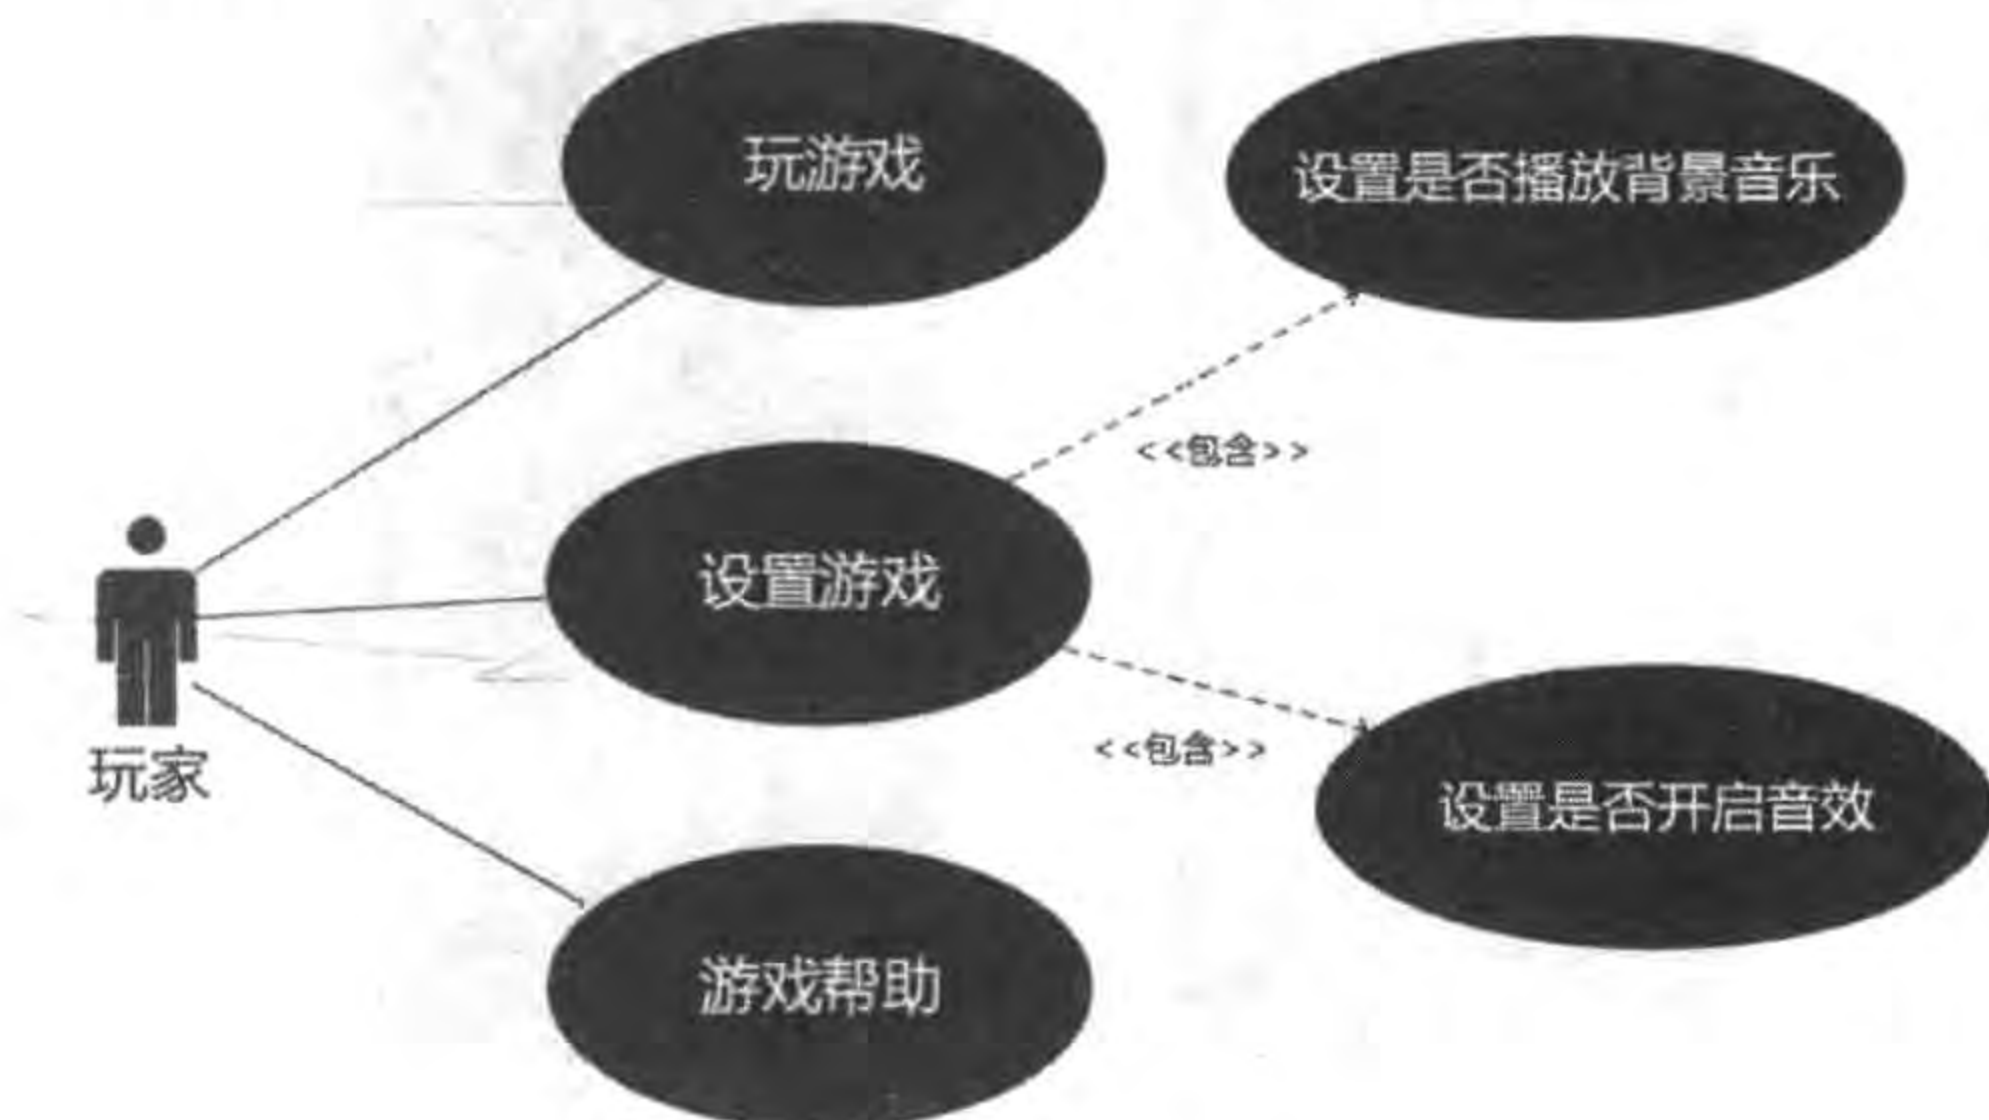 玩游戏
设置是否播放背景音乐
<<包含>>
设置游戏
玩家
<<包含>>
设置是否开启音效
游戏帮助